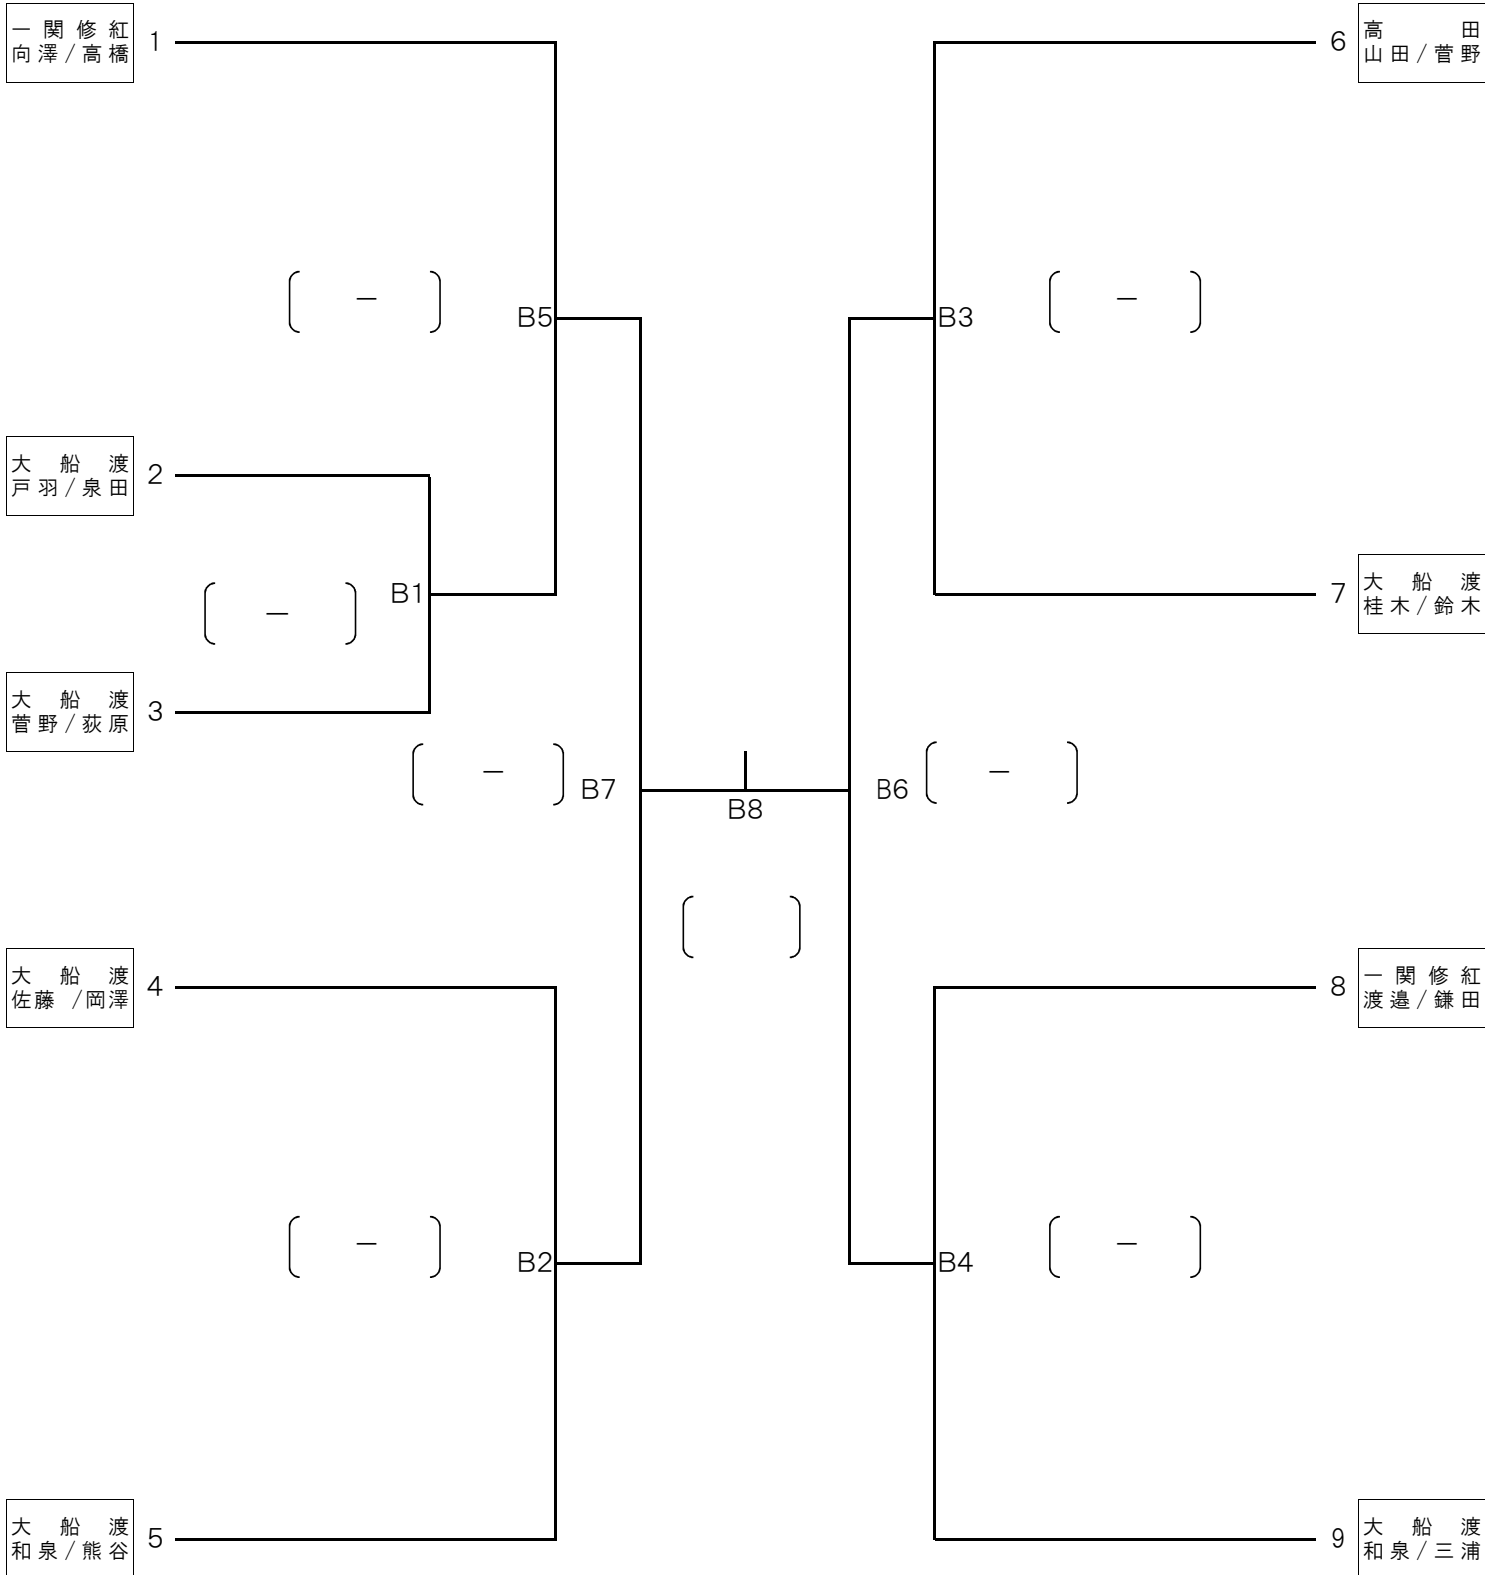 一関修紅
向澤/高橋
1
6
高田
山田/菅野
－
B5
B3
－
大船渡
戸羽/泉田
2
－
B1
7
大船渡
桂木/鈴木
大船渡
菅野/荻原
3
－
B7
B8
B6
－
大船渡
佐藤 /岡澤
4
8
一関修紅
渡邉/鎌田
－
B2
B4
－
大船渡
和泉/熊谷
5
9
大船渡
和泉/三浦